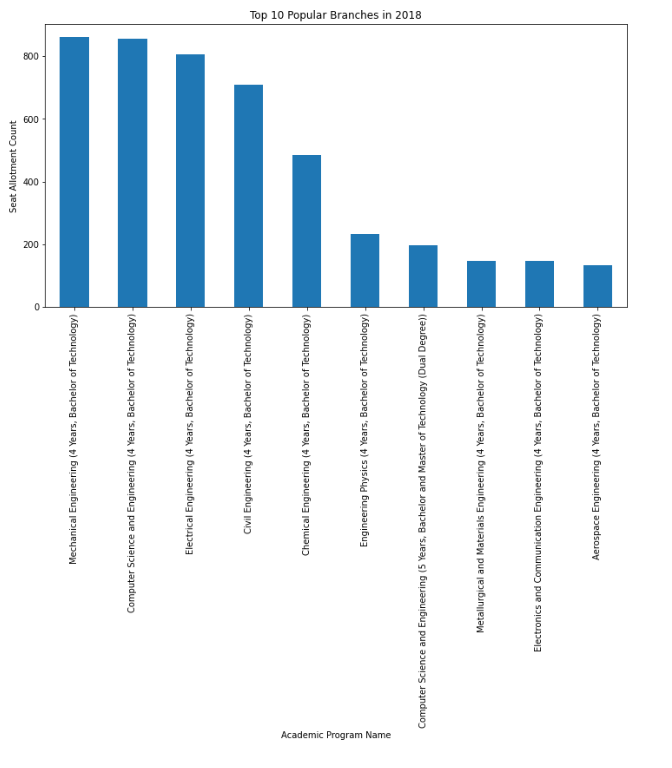 Top 10 Popular Branches in 2018
Seat Allotment Count
800
600
400
200
0
Mechanical Engineering (4 Years, Bachelor of Technology)
Computer Science and Engineering (4 Years, Bachelor of Technology)
Electrical Engineering (4 Years, Bachelor of Technology)
Civil Engineering (4 Years, Bachelor of Technology)
Chemical Engineering (4 Years, Bachelor of Technology)
Engineering Physics (4 Years, Bachelor of Technology)
Computer Science and Engineering (5 Years, Bachelor and Master of Technology (Dual Degree))
Metallurgical and Materials Engineering (4 Years, Bachelor of Technology)
Electronics and Communication Engineering (4 Years, Bachelor of Technology)
Aerospace Engineering (4 Years, Bachelor of Technology)
Academic Program Name